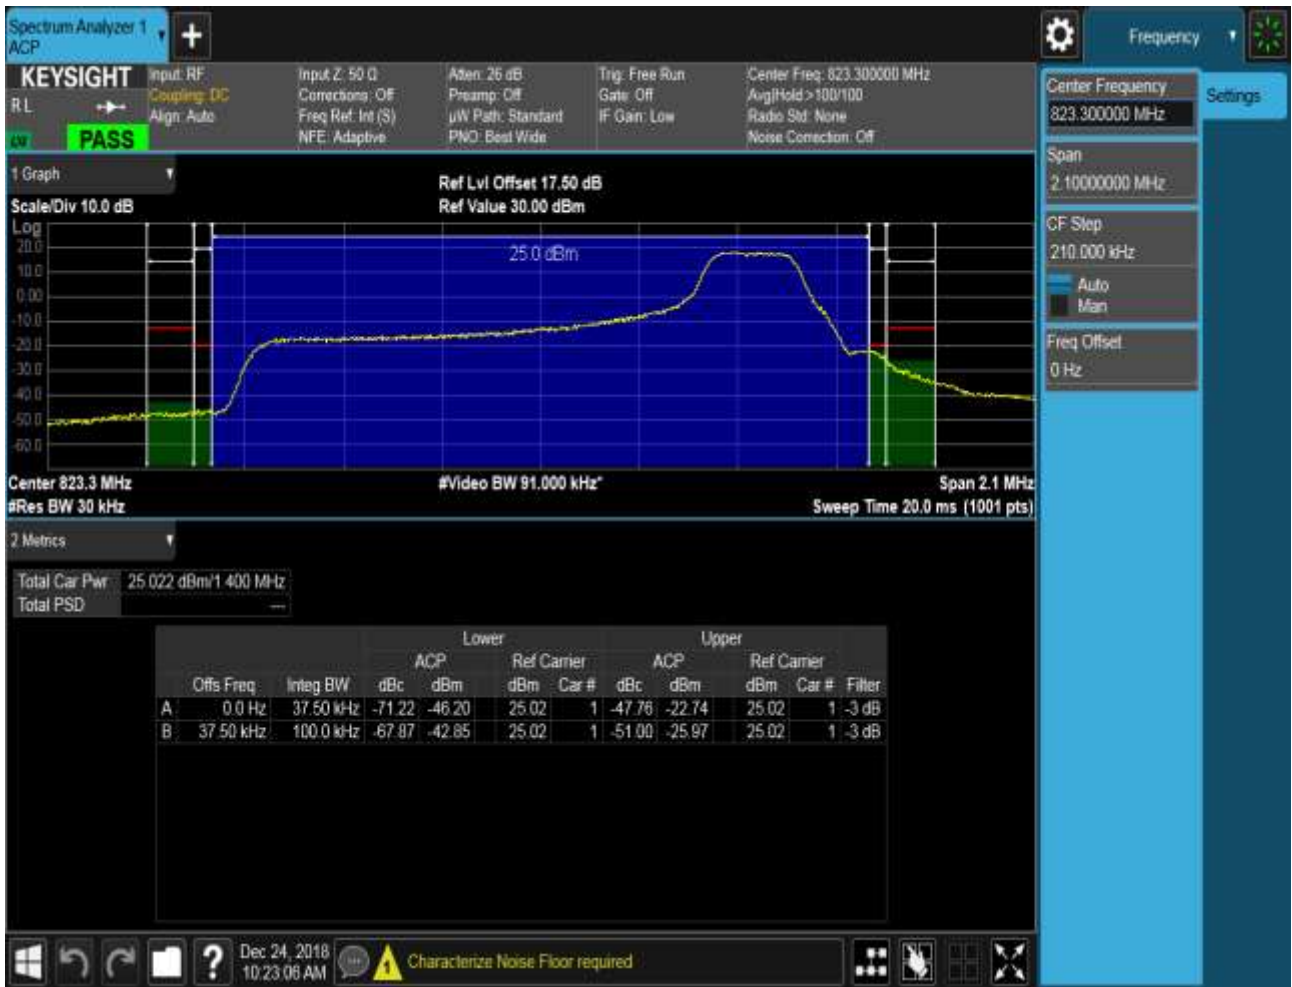 Spectrum Analyzer 1
ACP
Frequency
KEYSIGHT
R L
PASS
Input: RF
Coupling: DC
Align: Auto
Input Z: 50 Ω
Corrections: Off
Freq Ref: Int (S)
NFE: Adaptive
Atten: 26 dB
Preamp: Off
µW Path: Standard
PNO: Best Wide
Trig: Free Run
Gate: Off
IF Gain: Low
Center Freq: 823.300000 MHz
Avg|Hold:>100/100
Radio Std: None
Noise Correction: Off
Center Frequency
823.300000 MHz
Settings
Span
2.10000000 MHz
CF Step
210.000 kHz
Auto
Man
Freq Offset
0 Hz
1 Graph
Scale/Div 10.0 dB
Ref Lvl Offset 17.50 dB
Ref Value 30.00 dBm
Log
20.0
10.0
0.00
-10.0
-20.0
-30.0
-40.0
-50.0
-60.0
25.0 dBm
Center 823.3 MHz
#Video BW 91.000 kHz*
Span 2.1 MHz
#Res BW 30 kHz
Sweep Time 20.0 ms (1001 pts)
2 Metrics
Total Car Pwr 25.022 dBm/1.400 MHz
Total PSD ---
Lower Upper
ACP Ref Carrier ACP Ref Carrier
Offs Freq Integ BW dBc dBm dBm Car # dBc dBm dBm Car # Filter
A 0.0 Hz 37.50 kHz -71.22 -46.20 25.02 1 -47.76 -22.74 25.02 1 -3 dB
B 37.50 kHz 100.0 kHz -67.87 -42.85 25.02 1 -51.00 -25.97 25.02 1 -3 dB
Dec 24, 2018
10:23:06 AM
1
Characterize Noise Floor required